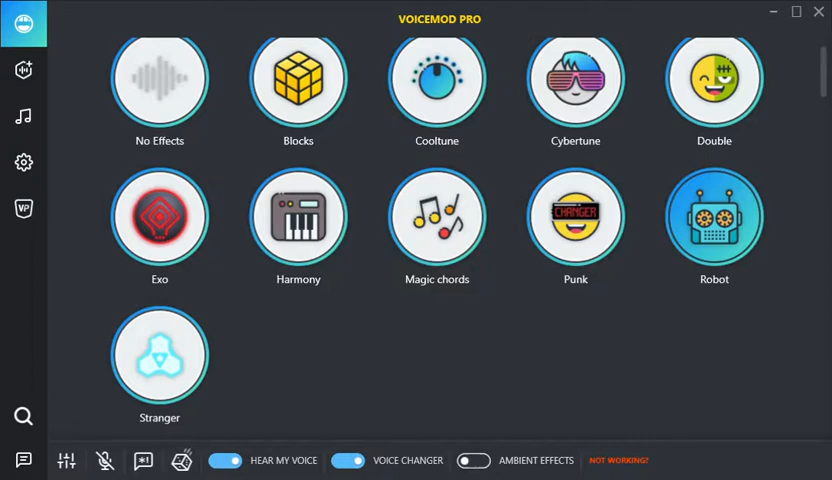 VOICEMOD PRO
No Effects
Blocks
Cooltune
Cybertune
Double
VP
CHANGER
Exo
Harmony
Magic chords
Punk
Robot
Stranger
*!
HEAR MY VOICE
VOICE CHANGER
AMBIENT EFFECTS
NOT WORKING?